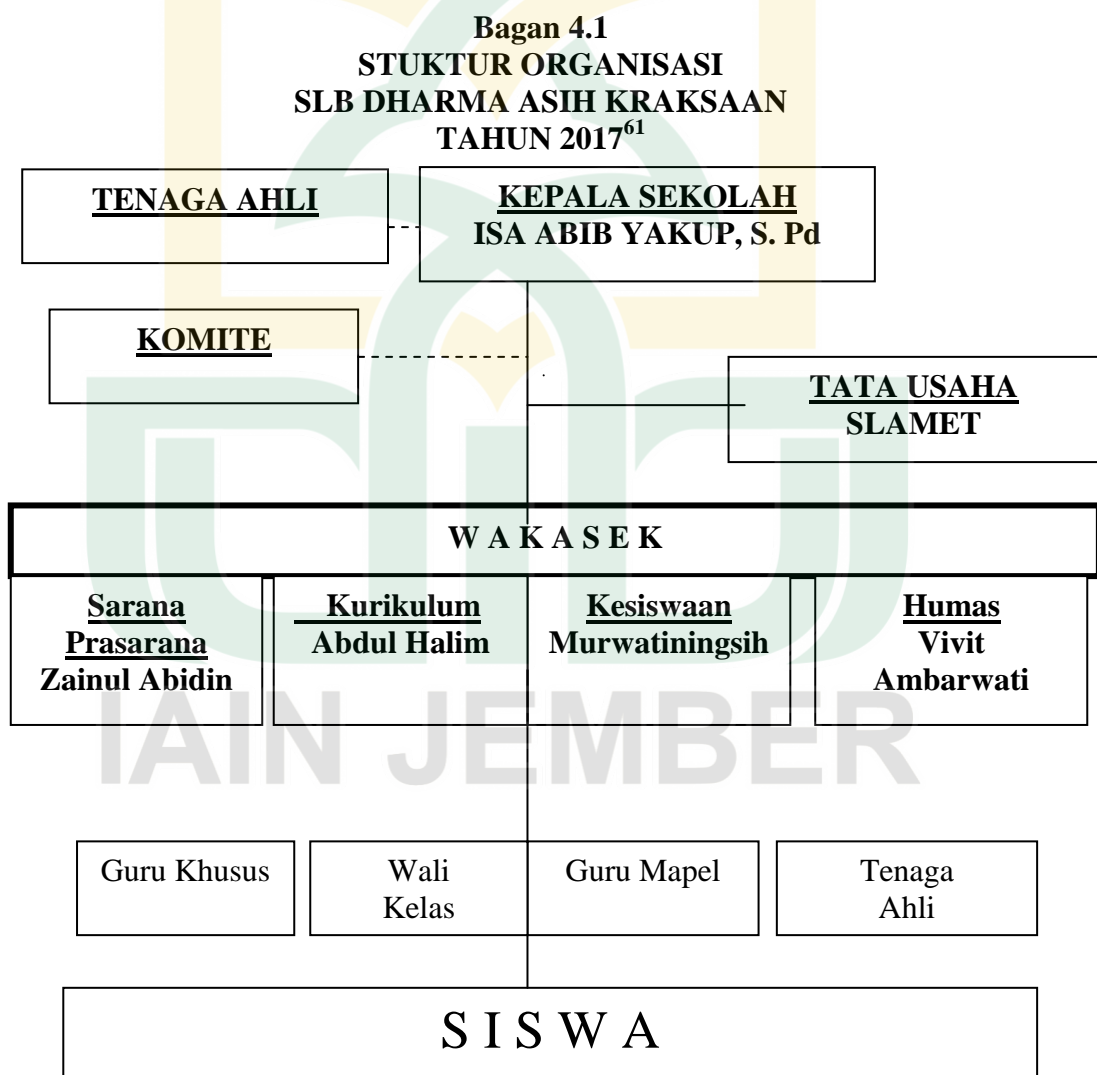 Bagan 4.1
STUKTUR ORGANISASI
SLB DHARMA ASIH KRAKSAAN
TAHUN 2017⁶¹
TENAGA AHLI
KEPALA SEKOLAH
ISA ABIB YAKUP, S. Pd
KOMITE
TATA USAHA
SLAMET
W A K A S E K
Sarana
Prasarana
Zainul Abidin
Kurikulum
Abdul Halim
Kesiswaan
Murwatiningsih
Humas
Vivit
Ambarwati
IAIN JEMBER
Guru Khusus
Wali
Kelas
Guru Mapel
Tenaga
Ahli
S I S W A